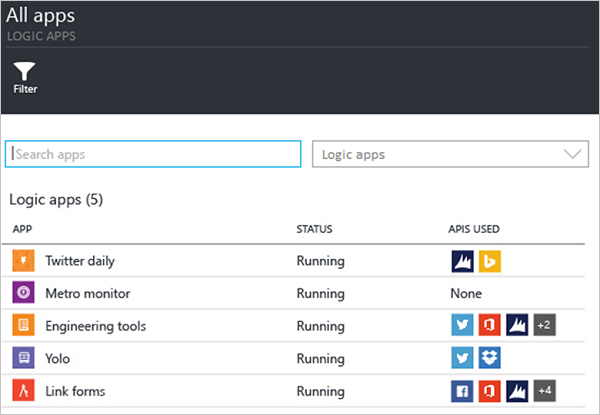 All apps
LOGIC APPS
Filter
Search apps
Logic apps
Logic apps (5)
APP STATUS APIS USED
Twitter daily Running
Metro monitor Running None
Engineering tools Running +2
Yolo Running
Link forms Running +4